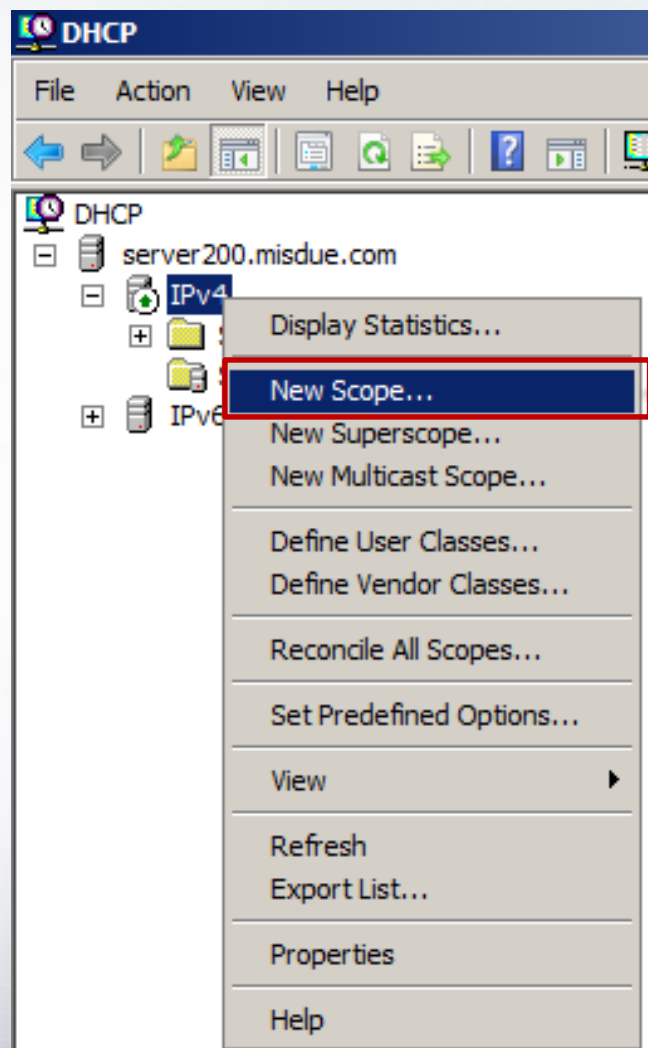 DHCP
File Action View Help
DHCP
server200.misdue.com
IPv4
IPv6
Display Statistics...
New Scope...
New Superscope...
New Multicast Scope...
Define User Classes...
Define Vendor Classes...
Reconcile All Scopes...
Set Predefined Options...
View
Refresh
Export List...
Properties
Help